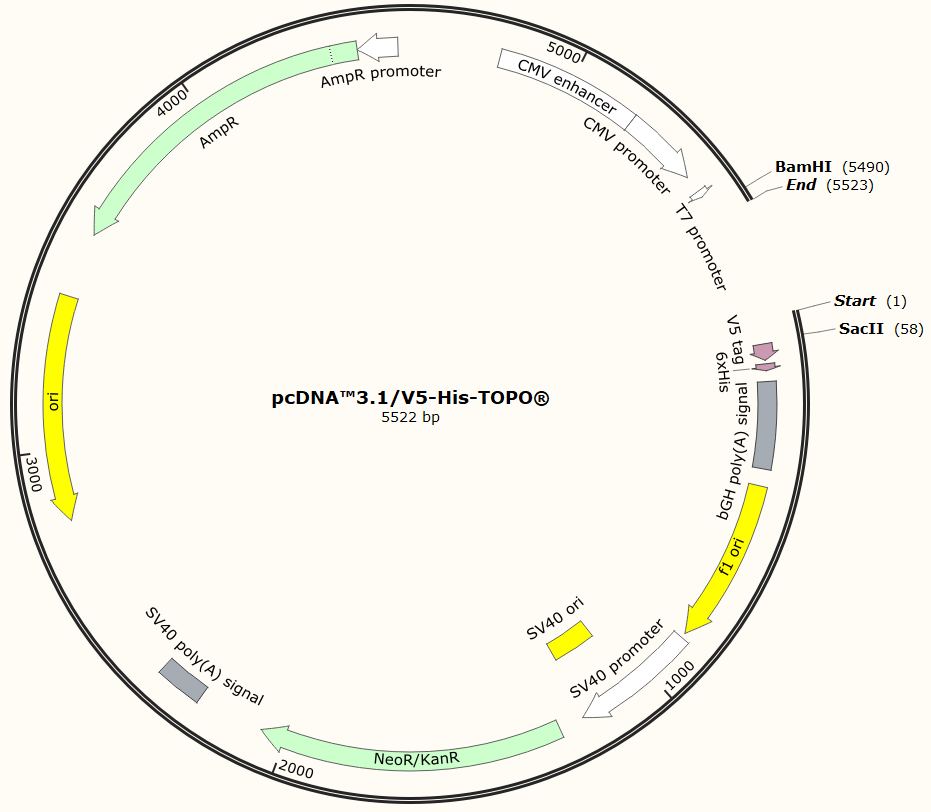 5000
CMV enhancer
AmpR promoter
4000
AmpR
CMV promoter
BamHI (5490)
End (5523)
T7 promoter
Start (1)
V5 tag
SacII (58)
6xHis
pcDNA™3.1/V5-His-TOPO®
5522 bp
ori
bGH poly(A) signal
3000
f1 ori
SV40 ori
SV40 poly(A) signal
SV40 promoter
1000
NeoR/KanR
2000